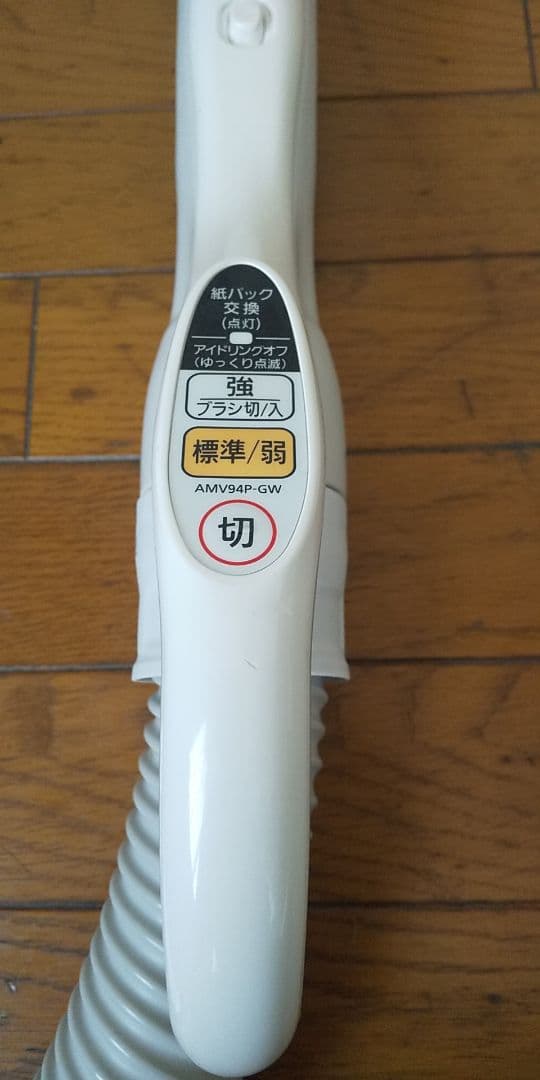 紙パック
交換
(点灯)
アイドリングオフ
(ゆっくり点滅)
強
ブラシ切/入
標準/弱
AMV94P-GW
切